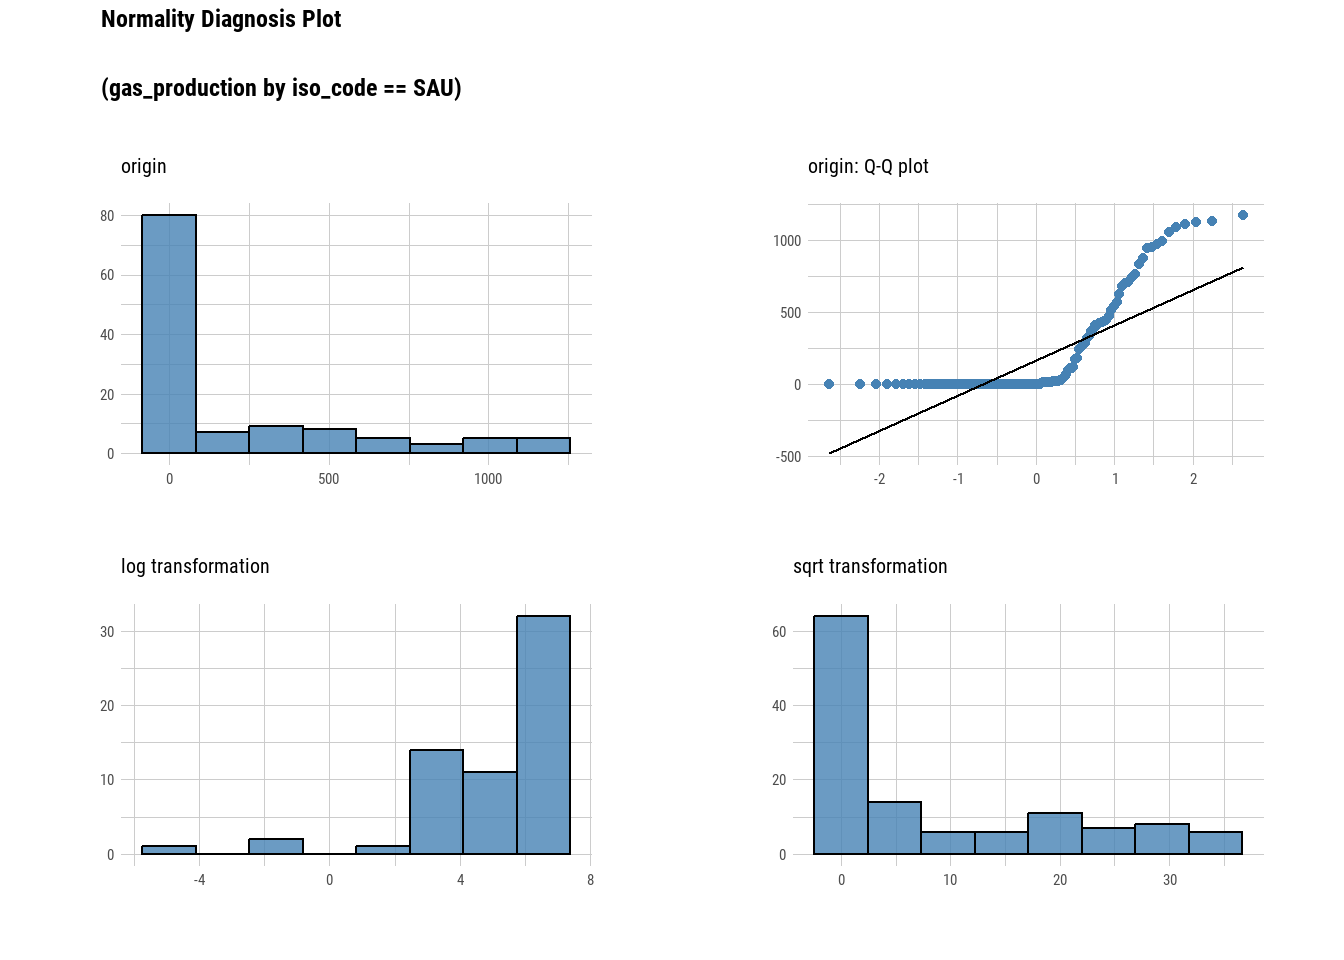 Normality Diagnosis Plot
(gas_production by iso_code == SAU)
origin
80
60
40
20
0
0 500 1000
origin: Q-Q plot
1000
500
0
-500
-2 -1 0 1 2
log transformation
30
20
10
0
-4 0 4 8
sqrt transformation
60
40
20
0
0 10 20 30